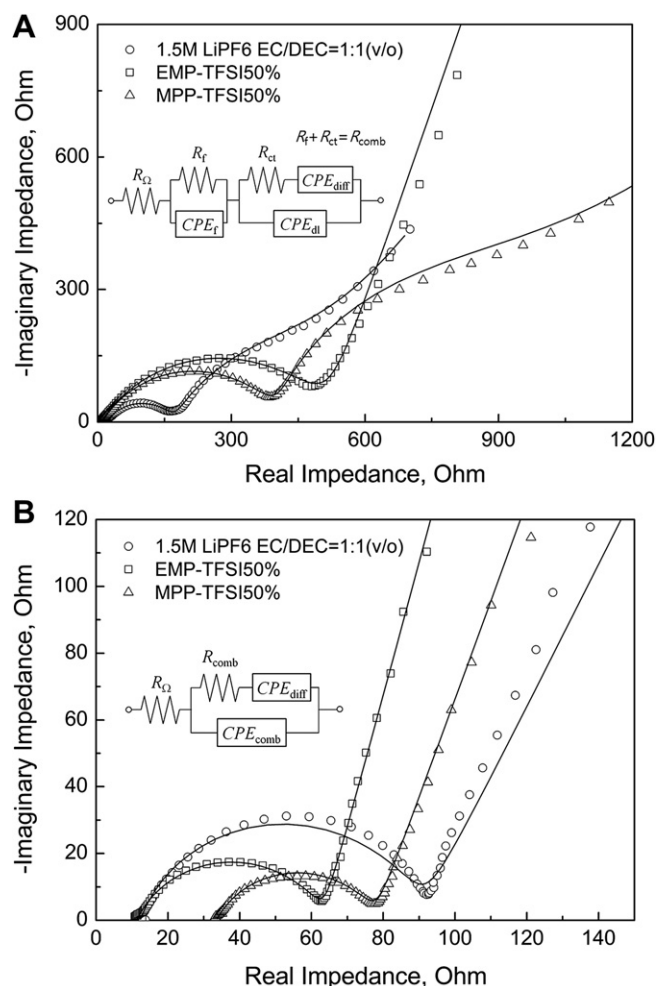 A
900
600
300
0
1.5M LiPF6 EC/DEC=1:1(v/o)
EMP-TFSI50%
MPP-TFSI50%
Rf + Rct = Rcomb
RΩ
Rf
CPEf
Rct
CPEdiff
CPEdl
0 300 600 900 1200
-Imaginary Impedance, Ohm
Real Impedance, Ohm
B
120
100
80
60
40
20
0
1.5M LiPF6 EC/DEC=1:1(v/o)
EMP-TFSI50%
MPP-TFSI50%
RΩ
Rcomb
CPEdiff
CPEcomb
0 20 40 60 80 100 120 140
-Imaginary Impedance, Ohm
Real Impedance, Ohm